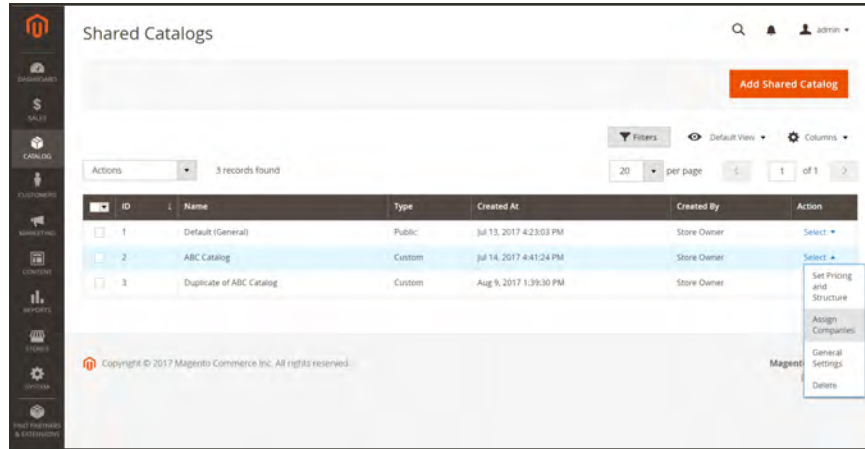 Shared Catalogs
admin
DASHBOARD
Add Shared Catalog
$
SALES
CATALOG
Filters
Default View
Columns
Actions
3 records found
20
per page
1
of 1
CUSTOMERS
ID
Name
Type
Created At
Created By
Action
1
Default (General)
Public
Jul 13, 2017 4:23:03 PM
Store Owner
Select
MARKETING
2
ABC Catalog
Custom
Jul 14, 2017 4:41:24 PM
Store Owner
Select
CONTENT
3
Duplicate of ABC Catalog
Custom
Aug 9, 2017 1:39:30 PM
Store Owner
Set Pricing
and
Structure
REPORTS
Assign
Companies
STORES
Copyright © 2017 Magento Commerce Inc. All rights reserved.
Magent
General
Settings
SYSTEM
Delete
FIND PARTNERS
& EXTENSIONS